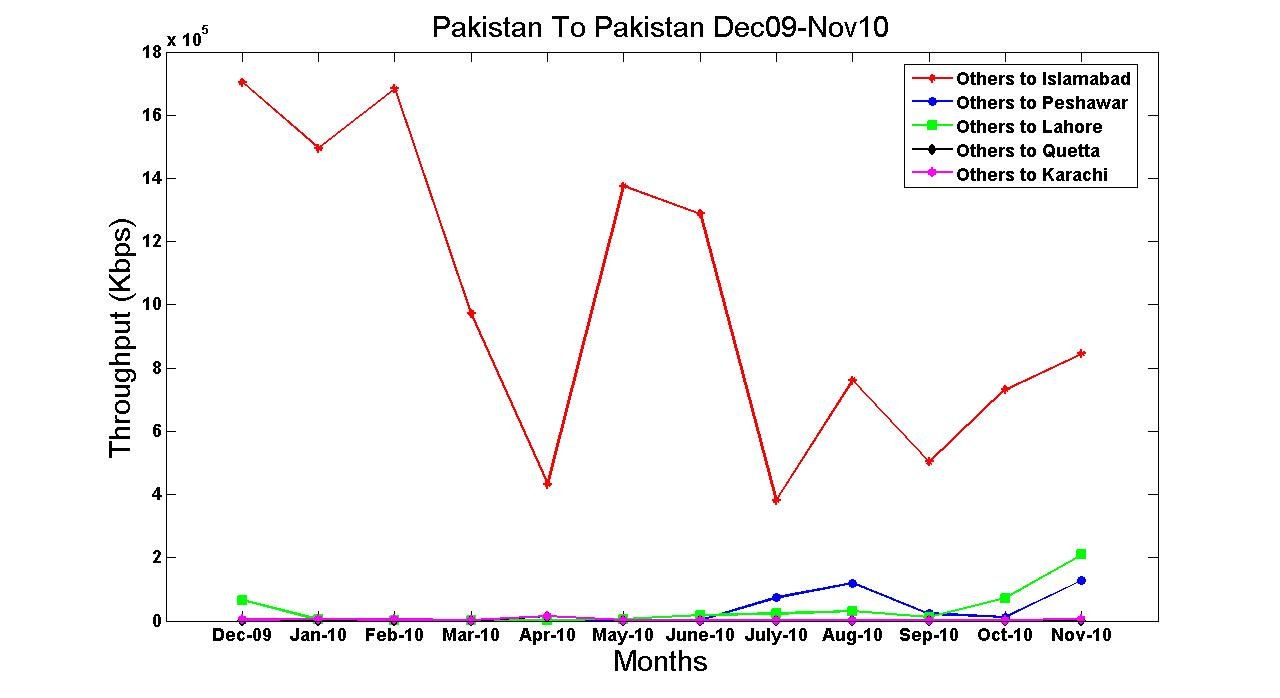 Pakistan To Pakistan Dec09-Nov10
x 10⁵
18
16
14
12
10
8
6
4
2
0
Throughput (Kbps)
Others to Islamabad
Others to Peshawar
Others to Lahore
Others to Quetta
Others to Karachi
Dec-09 Jan-10 Feb-10 Mar-10 Apr-10 May-10 June-10 July-10 Aug-10 Sep-10 Oct-10 Nov-10
Months